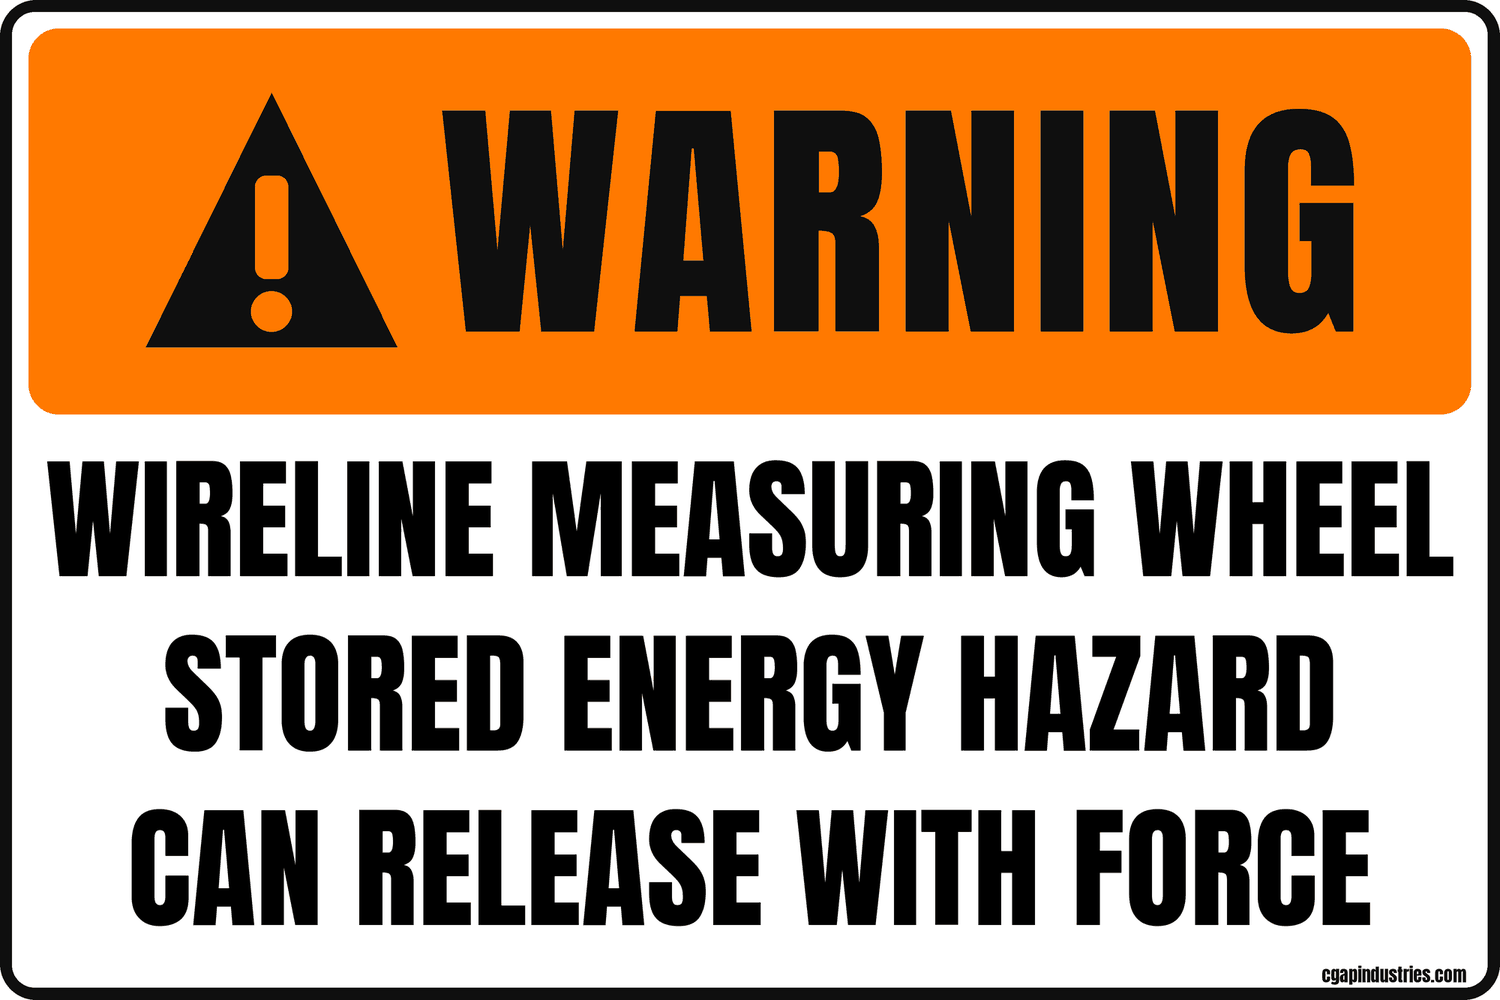 WARNING
WIRELINE MEASURING WHEEL
STORED ENERGY HAZARD
CAN RELEASE WITH FORCE
cgapindustries.com